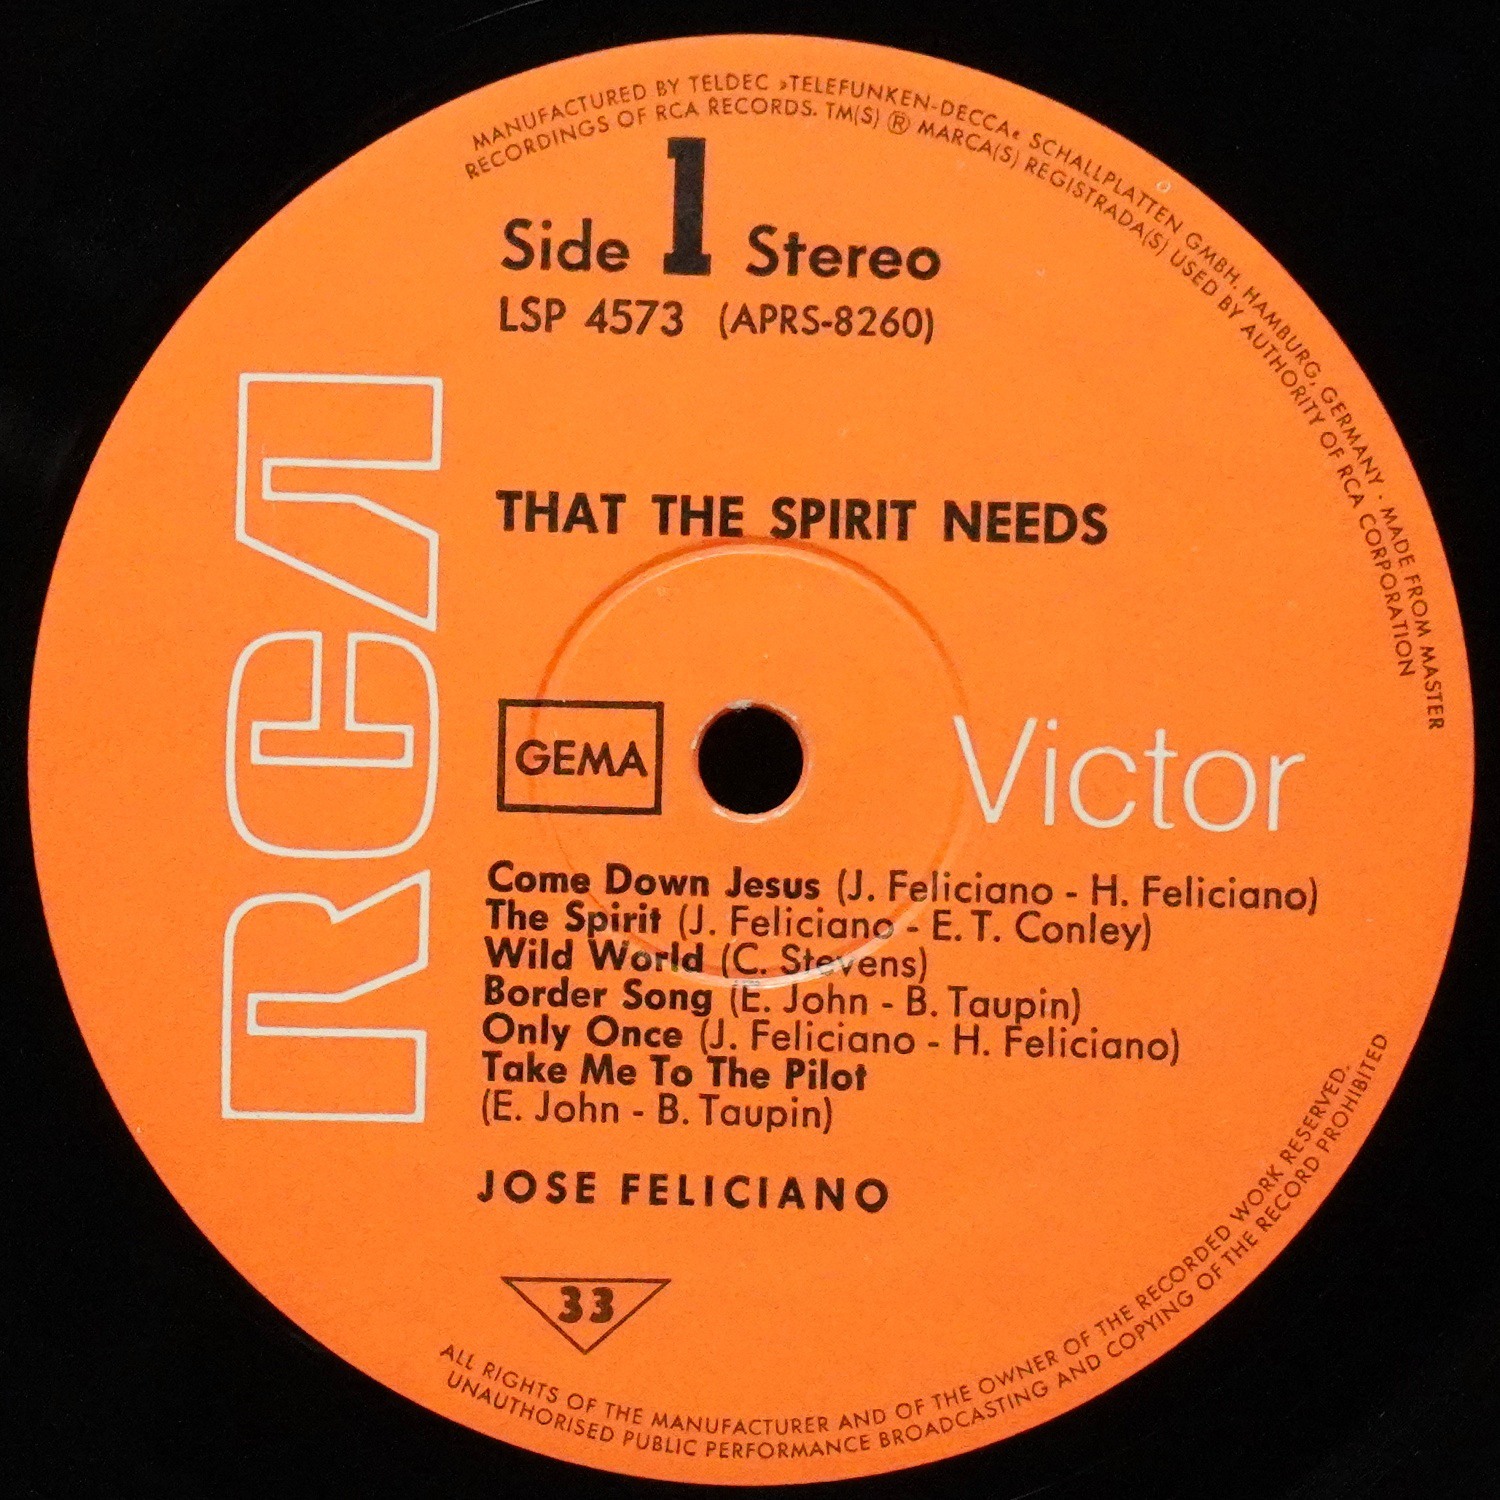 MANUFACTURED BY TELDEC »TELEFUNKEN-DECCA« SCHALLPLATTEN GMBH. HAMBURG, GERMANY · MADE FROM MASTER
RECORDINGS OF RCA RECORDS. TM(S) ® MARCA(S) REGISTRADA(S) USED BY AUTHORITY OF RCA CORPORATION
Side 1 Stereo
LSP 4573 (APRS-8260)
RCA
THAT THE SPIRIT NEEDS
GEMA
Victor
Come Down Jesus (J. Feliciano - H. Feliciano)
The Spirit (J. Feliciano - E. T. Conley)
Wild World (C. Stevens)
Border Song (E. John - B. Taupin)
Only Once (J. Feliciano - H. Feliciano)
Take Me To The Pilot
(E. John - B. Taupin)
JOSE FELICIANO
33
ALL RIGHTS OF THE MANUFACTURER AND OF THE OWNER OF THE RECORDED WORK RESERVED.
UNAUTHORISED PUBLIC PERFORMANCE BROADCASTING AND COPYING OF THE RECORD PROHIBITED